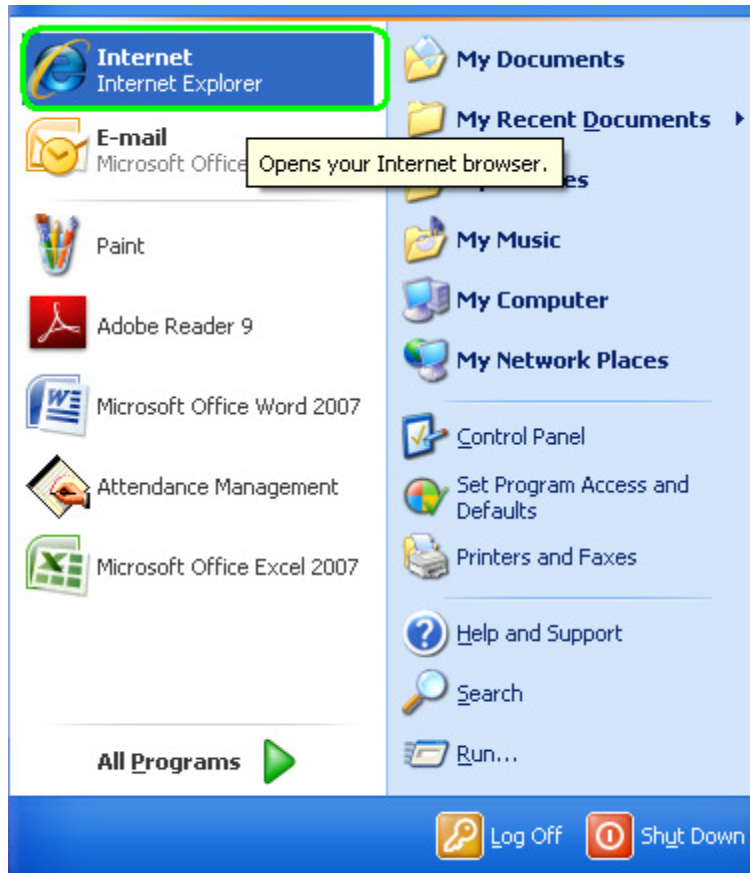 Internet
Internet Explorer
E-mail
Microsoft Office
Opens your Internet browser.
Paint
Adobe Reader 9
Microsoft Office Word 2007
Attendance Management
Microsoft Office Excel 2007
All Programs
My Documents
My Recent Documents
My Music
My Computer
My Network Places
Control Panel
Set Program Access and
Defaults
Printers and Faxes
Help and Support
Search
Run...
Log Off
Shut Down